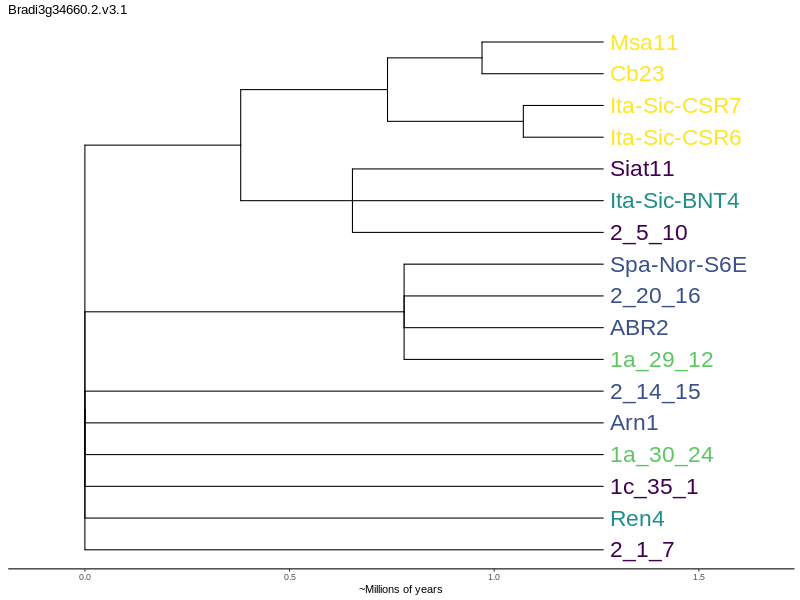 Bradi3g34660.2.v3.1
Msa11
Cb23
Ita-Sic-CSR7
Ita-Sic-CSR6
Siat11
Ita-Sic-BNT4
2_5_10
Spa-Nor-S6E
2_20_16
ABR2
1a_29_12
2_14_15
Arn1
1a_30_24
1c_35_1
Ren4
2_1_7
0.0 0.5 1.0 1.5
~Millions of years